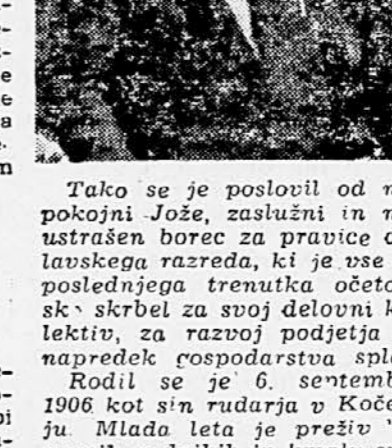 Tako se je poslovil od
pokojni Jože, zaslužni in
ustrašen borec za pravice
lavskega razreda, ki je vse
poslednjega trenutka očeto
skrbel za svoj delovni
lektiv, za razvoj podjetja
napredek gospodarstva spl
Rodil se je 6. septemb
1906 kot sin rudarja v Koče
ju. Mlada leta je preživ